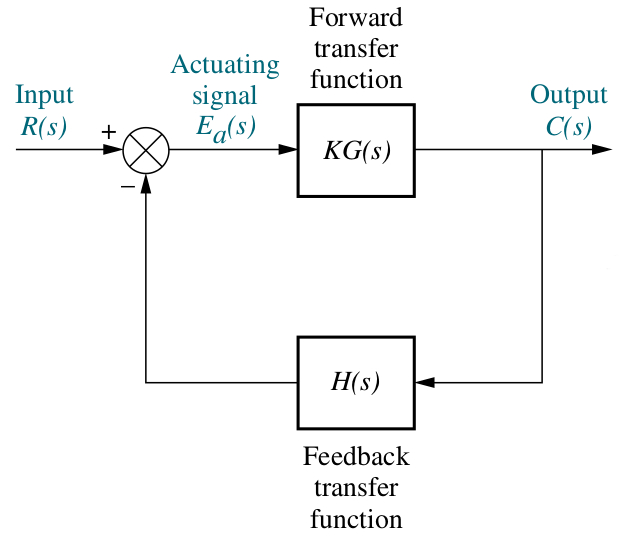 Forward
transfer
function
Actuating
signal
E_a(s)
Input
R(s)
Output
C(s)
+
KG(s)
−
H(s)
Feedback
transfer
function